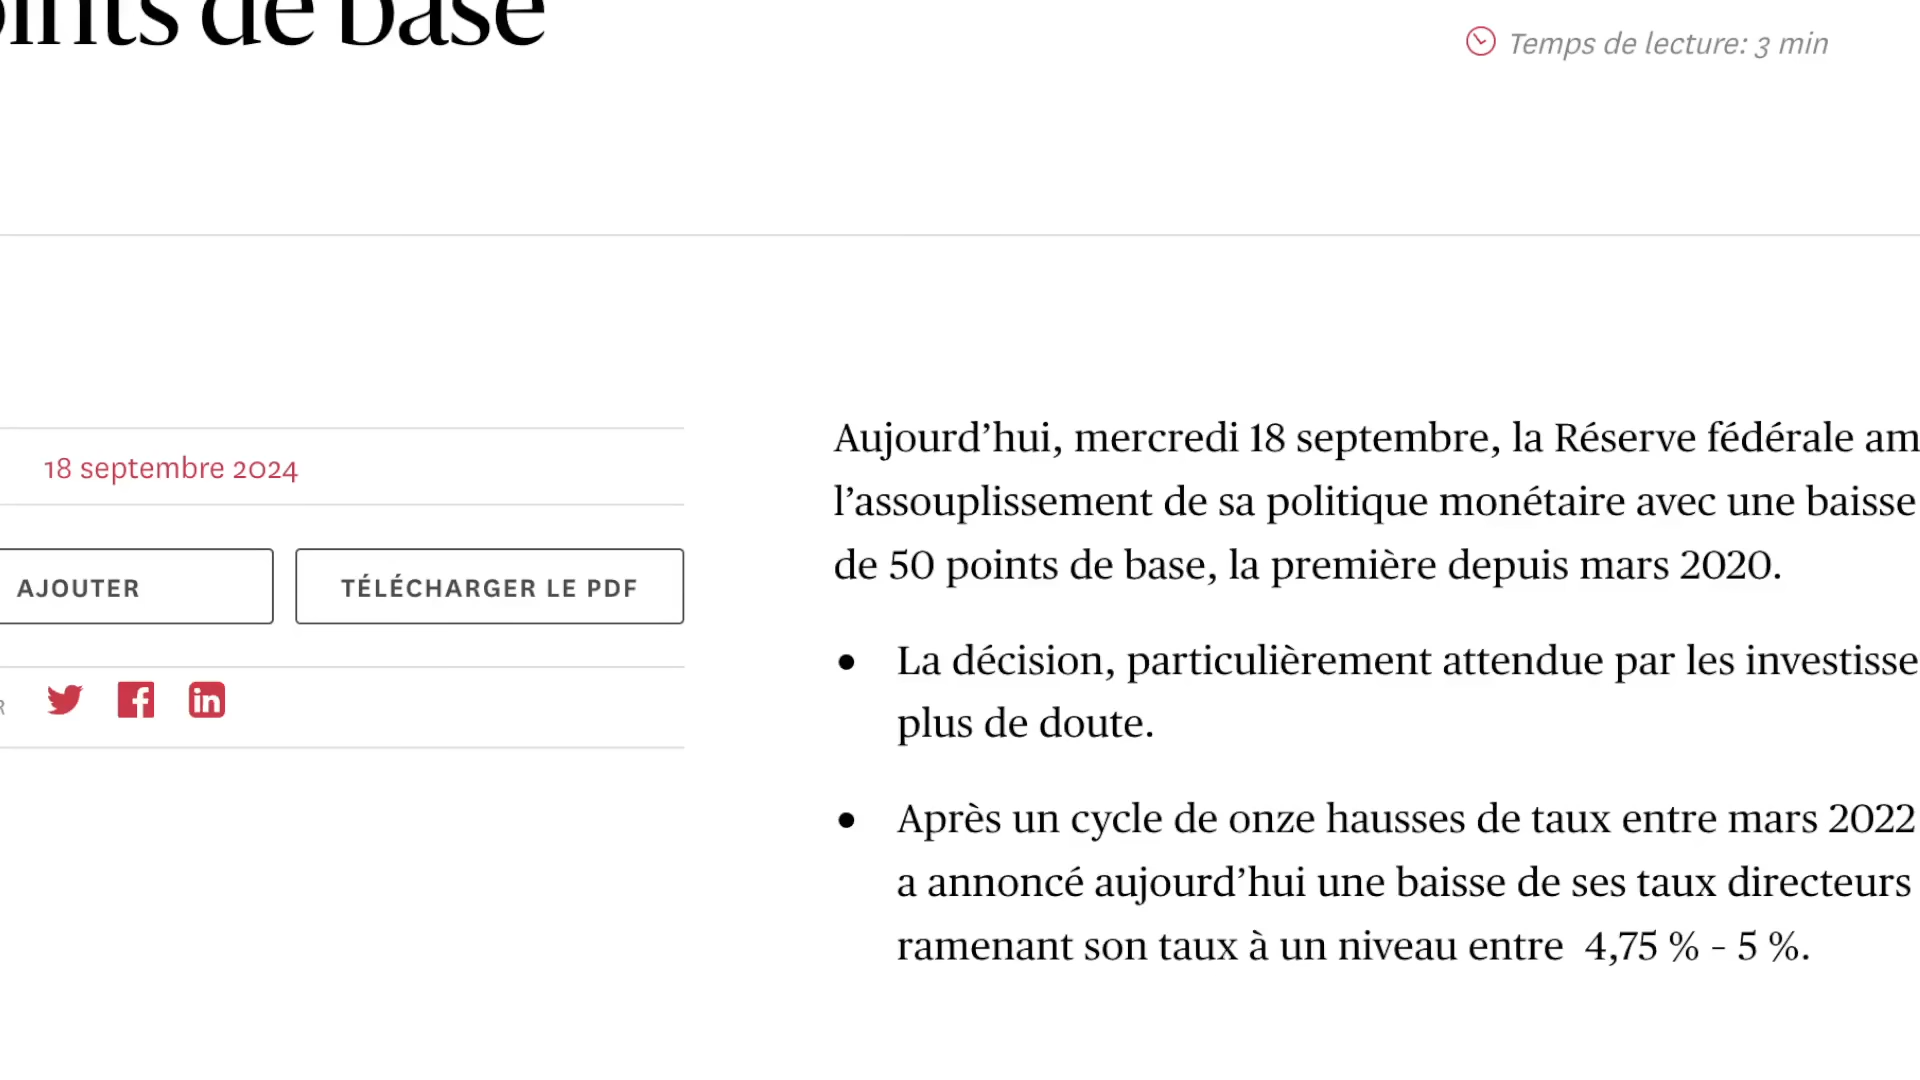 points de base
Temps de lecture: 3 min
18 septembre 2024
AJOUTER
TÉLÉCHARGER LE PDF
R
Aujourd’hui, mercredi 18 septembre, la Réserve fédérale am
l’assouplissement de sa politique monétaire avec une baisse
de 50 points de base, la première depuis mars 2020.
• La décision, particulièrement attendue par les investisse
plus de doute.
• Après un cycle de onze hausses de taux entre mars 2022
a annoncé aujourd’hui une baisse de ses taux directeurs
ramenant son taux à un niveau entre 4,75 % - 5 %.